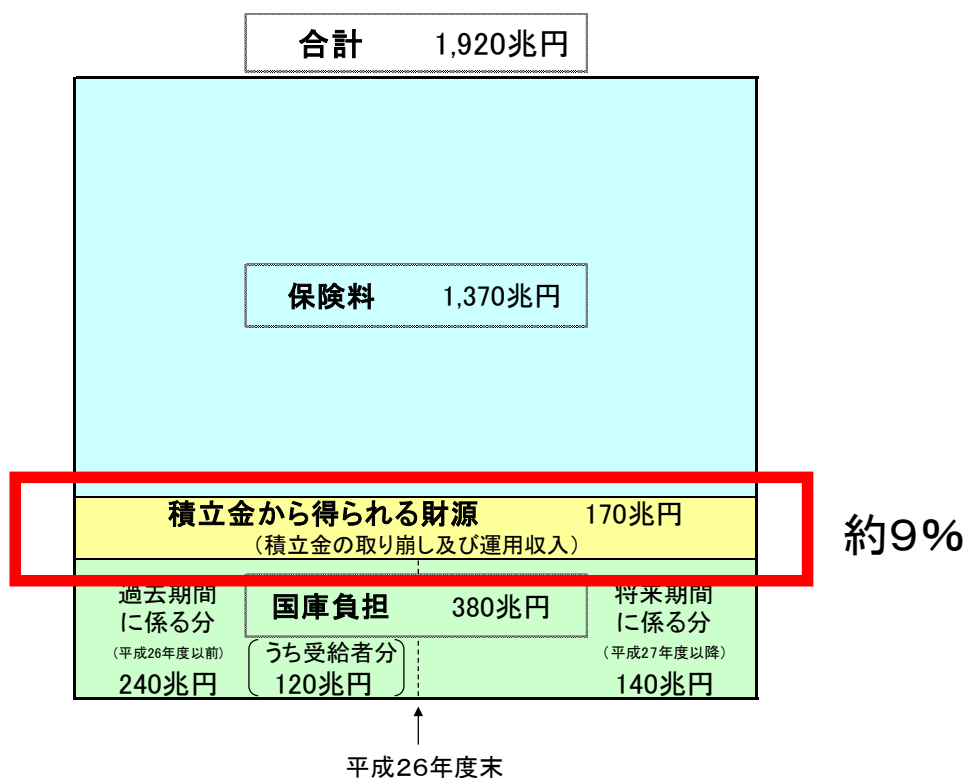 合計 1,920兆円
保険料 1,370兆円
積立金から得られる財源 170兆円
（積立金の取り崩し及び運用収入）
約９％
過去期間
に係る分
（平成26年度以前）
240兆円
国庫負担 380兆円
うち受給者分
120兆円
将来期間
に係る分
（平成27年度以降）
140兆円
平成２６年度末